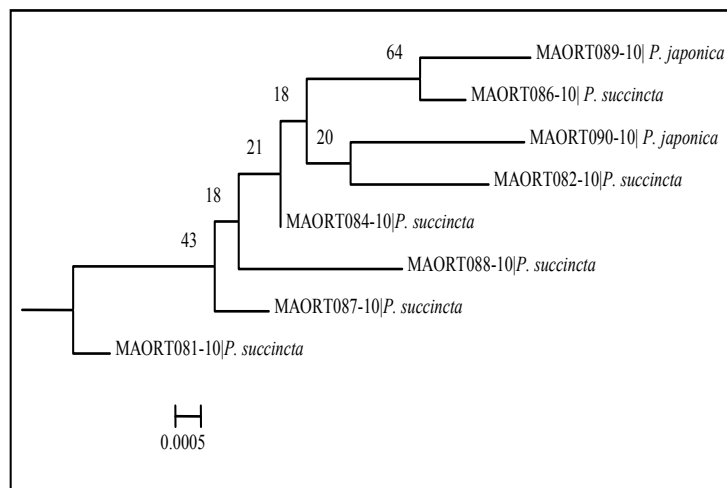 64
MAORT089-10| P. japonica
MAORT086-10| P. succincta
18
20
MAORT090-10| P. japonica
21
MAORT082-10|P. succincta
18
MAORT084-10|P. succincta
43
MAORT088-10|P. succincta
MAORT087-10|P. succincta
MAORT081-10|P. succincta
0.0005